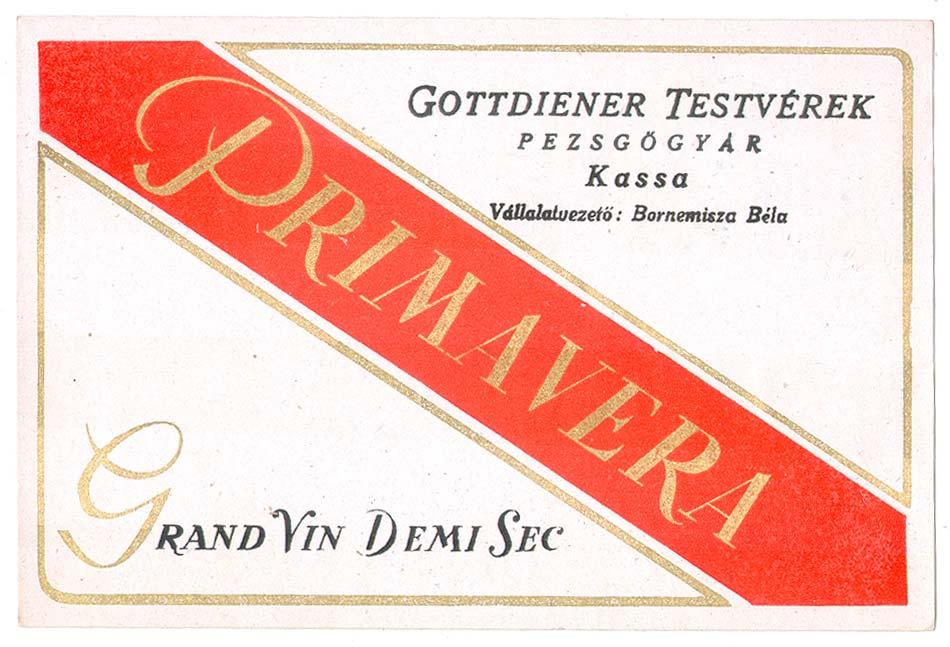 GOTTDIENER TESTVÉREK
PEZSGŐGYÁR
Kassa
Vállalatvezető: Bornemisza Béla
PRIMAVERA
GRAND VIN DEMI SEC